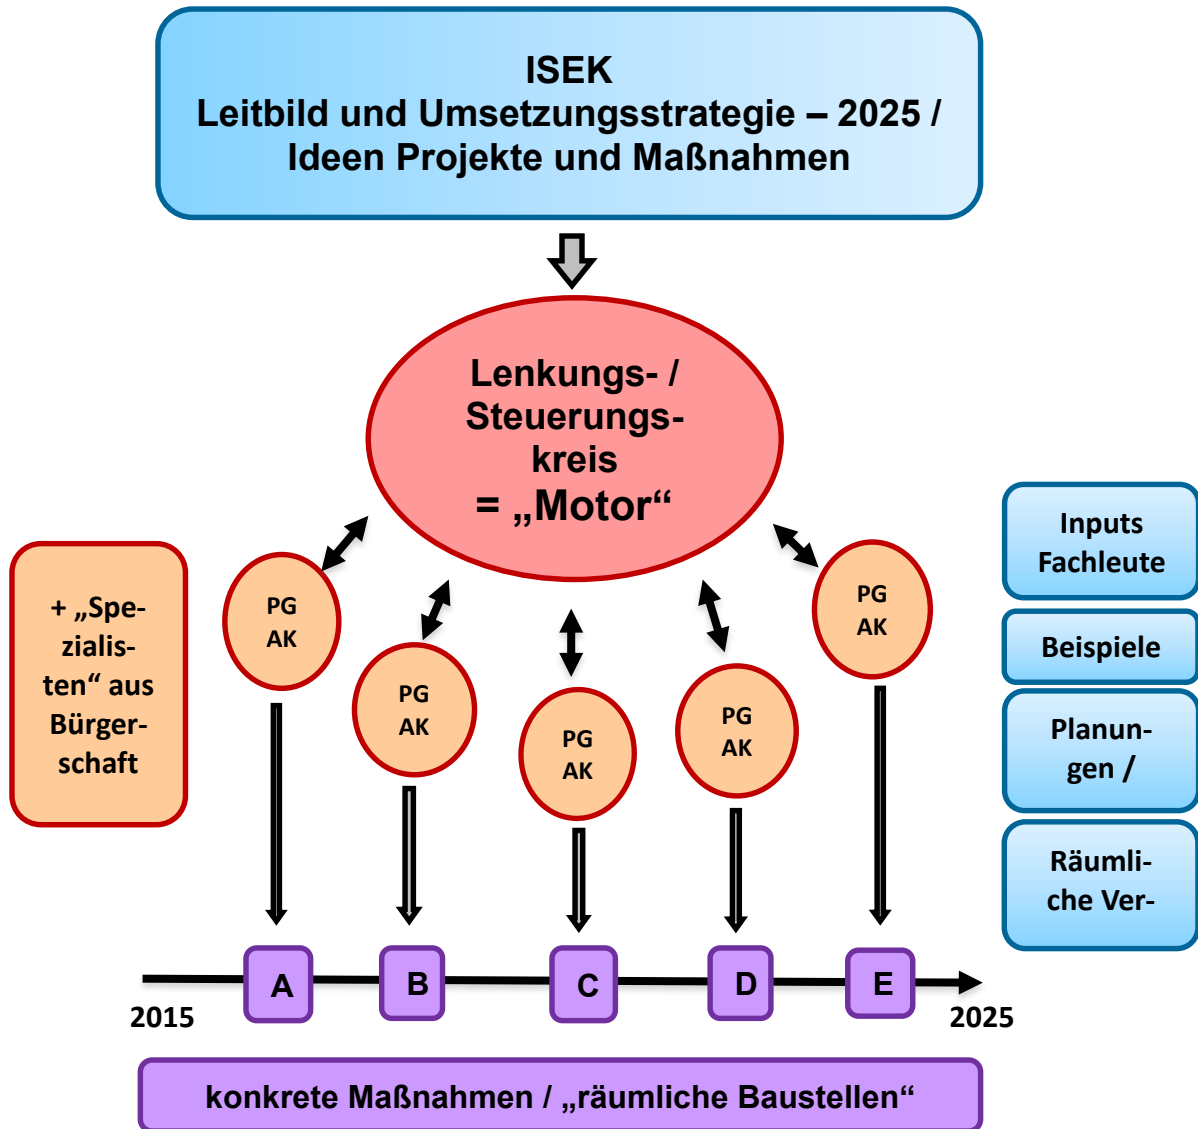 ISEK
Leitbild und Umsetzungsstrategie – 2025 /
Ideen Projekte und Maßnahmen
Lenkungs- /
Steuerungs-
kreis
= „Motor“
+ „Spe-
zialis-
ten“ aus
Bürger-
schaft
PG
AK
PG
AK
PG
AK
PG
AK
PG
AK
Inputs
Fachleute
Beispiele
Planun-
gen /
Räumli-
che Ver-
A
B
C
D
E
2015
2025
konkrete Maßnahmen / „räumliche Baustellen“